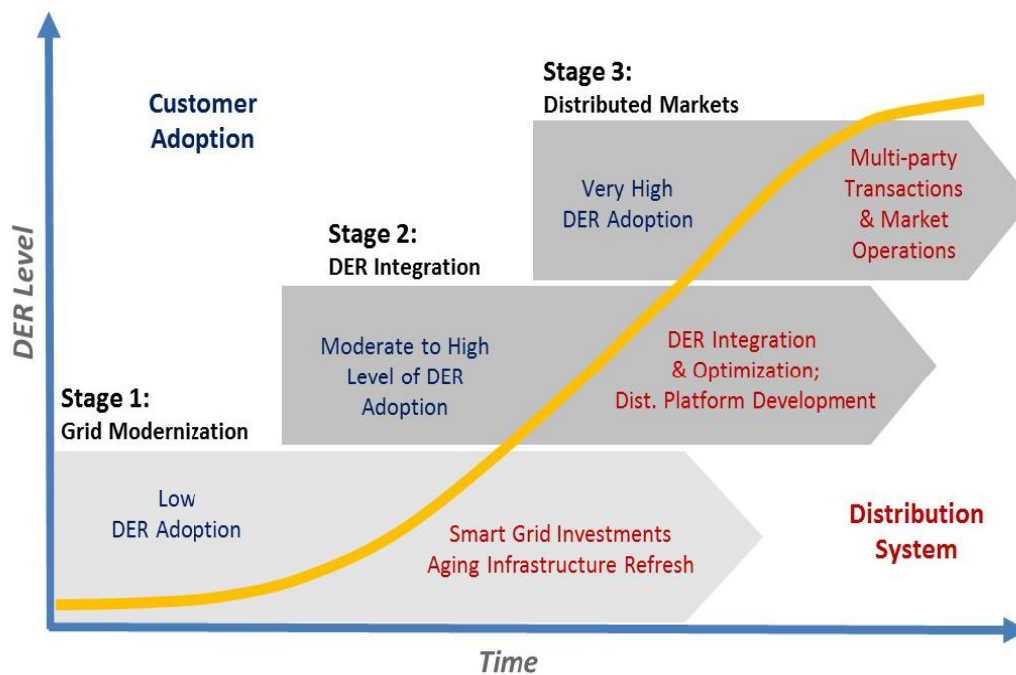 Stage 3:
Distributed Markets
Customer
Adoption
Very High
DER Adoption
Multi-party
Transactions
& Market
Operations
Stage 2:
DER Integration
Moderate to High
Level of DER
Adoption
DER Integration
& Optimization;
Dist. Platform Development
Stage 1:
Grid Modernization
Low
DER Adoption
Smart Grid Investments
Aging Infrastructure Refresh
Distribution
System
DER Level
Time